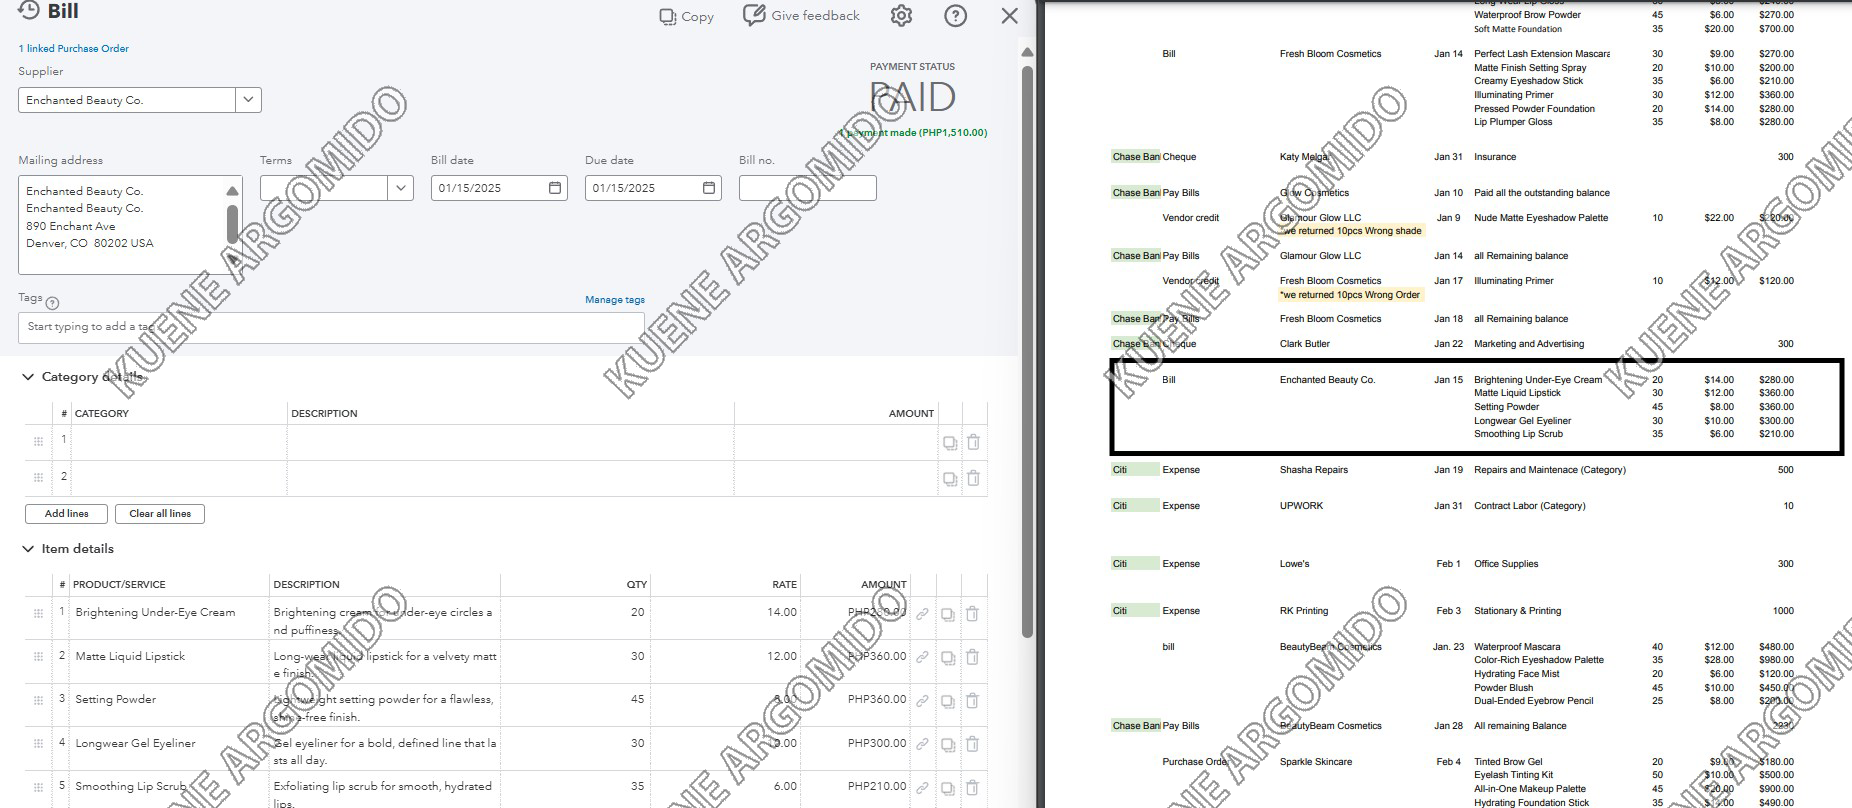 Bill
Copy
Give feedback
1 linked Purchase Order
Supplier
Enchanted Beauty Co.
PAYMENT STATUS
PAID
1 payment made (PHP1,510.00)
Mailing address
Terms
Bill date
Due date
Bill no.
Enchanted Beauty Co.
Enchanted Beauty Co.
890 Enchant Ave
Denver, CO 80202 USA
01/15/2025
01/15/2025
Tags
Manage tags
Start typing to add a tag
Category details
# CATEGORY DESCRIPTION AMOUNT
1
2
Add lines
Clear all lines
Item details
# PRODUCT/SERVICE DESCRIPTION QTY RATE AMOUNT
1 Brightening Under-Eye Cream Brightening cream for under-eye circles a 20 14.00 PHP280.00
nd puffiness.
2 Matte Liquid Lipstick Long-wear liquid lipstick for a velvety matt 30 12.00 PHP360.00
e finish.
3 Setting Powder Lightweight setting powder for a flawless, 45 8.00 PHP360.00
shine-free finish.
4 Longwear Gel Eyeliner Gel eyeliner for a bold, defined line that la 30 10.00 PHP300.00
sts all day.
5 Smoothing Lip Scrub Exfoliating lip scrub for smooth, hydrated 35 6.00 PHP210.00
lips.
Waterproof Brow Powder 45 $6.00 $270.00
Soft Matte Foundation 35 $20.00 $700.00
Bill Fresh Bloom Cosmetics Jan 14 Perfect Lash Extension Mascara 30 $9.00 $270.00
Matte Finish Setting Spray 20 $10.00 $200.00
Creamy Eyeshadow Stick 35 $6.00 $210.00
Illuminating Primer 30 $12.00 $360.00
Pressed Powder Foundation 20 $14.00 $280.00
Lip Plumper Gloss 35 $8.00 $280.00
Chase Ban Cheque Katy Melga Jan 31 Insurance 300
Chase Ban Pay Bills Glow Cosmetics Jan 10 Paid all the outstanding balance
Vendor credit Glamour Glow LLC Jan 9 Nude Matte Eyeshadow Palette 10 $22.00 $220.00
*we returned 10pcs Wrong shade
Chase Ban Pay Bills Glamour Glow LLC Jan 14 all Remaining balance
Vendor credit Fresh Bloom Cosmetics Jan 17 Illuminating Primer 10 $12.00 $120.00
*we returned 10pcs Wrong Order
Chase Ban Pay Bills Fresh Bloom Cosmetics Jan 18 all Remaining balance
Chase Ban Cheque Clark Butler Jan 22 Marketing and Advertising 300
Bill Enchanted Beauty Co. Jan 15 Brightening Under-Eye Cream 20 $14.00 $280.00
Matte Liquid Lipstick 30 $12.00 $360.00
Setting Powder 45 $8.00 $360.00
Longwear Gel Eyeliner 30 $10.00 $300.00
Smoothing Lip Scrub 35 $6.00 $210.00
Citi Expense Shasha Repairs Jan 19 Repairs and Maintenace (Category) 500
Citi Expense UPWORK Jan 31 Contract Labor (Category) 10
Citi Expense Lowe's Feb 1 Office Supplies 300
Citi Expense RK Printing Feb 3 Stationary & Printing 1000
bill BeautyBeam Cosmetics Jan. 23 Waterproof Mascara 40 $12.00 $480.00
Color-Rich Eyeshadow Palette 35 $28.00 $980.00
Hydrating Face Mist 20 $6.00 $120.00
Powder Blush 45 $10.00 $450.00
Dual-Ended Eyebrow Pencil 25 $8.00 $200.00
Chase Ban Pay Bills BeautyBeam Cosmetics Jan 28 All remaining Balance 2230
Purchase Order Sparkle Skincare Feb 4 Tinted Brow Gel 20 $9.00 $180.00
Eyelash Tinting Kit 50 $10.00 $500.00
All-in-One Makeup Palette 45 $20.00 $900.00
Hydrating Foundation Stick 35 $14.00 $490.00
KUENE ARGOMIDO
KUENE ARGOMIDO
KUENE ARGOMIDO
KUENE ARGOMIDO
KUENE ARGOMIDO
KUENE ARGOMIDO
KUENE ARGOMIDO
KUENE ARGOMIDO